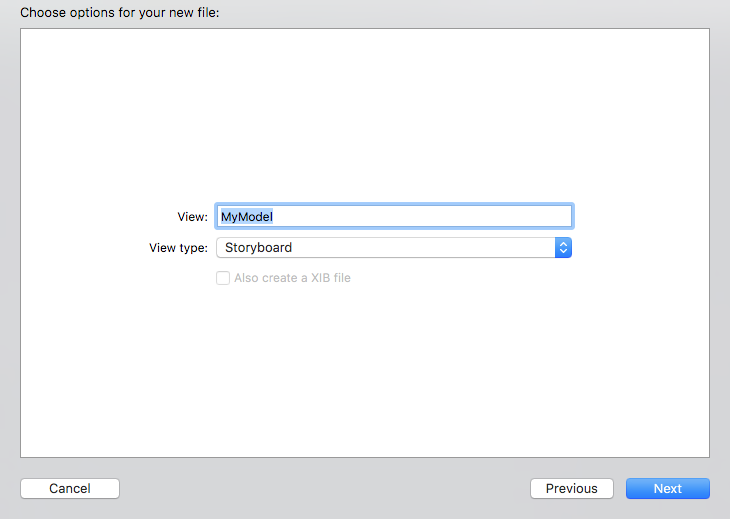 Choose options for your new file:
View: MyModel
View type: Storyboard
Also create a XIB file
Cancel Previous Next